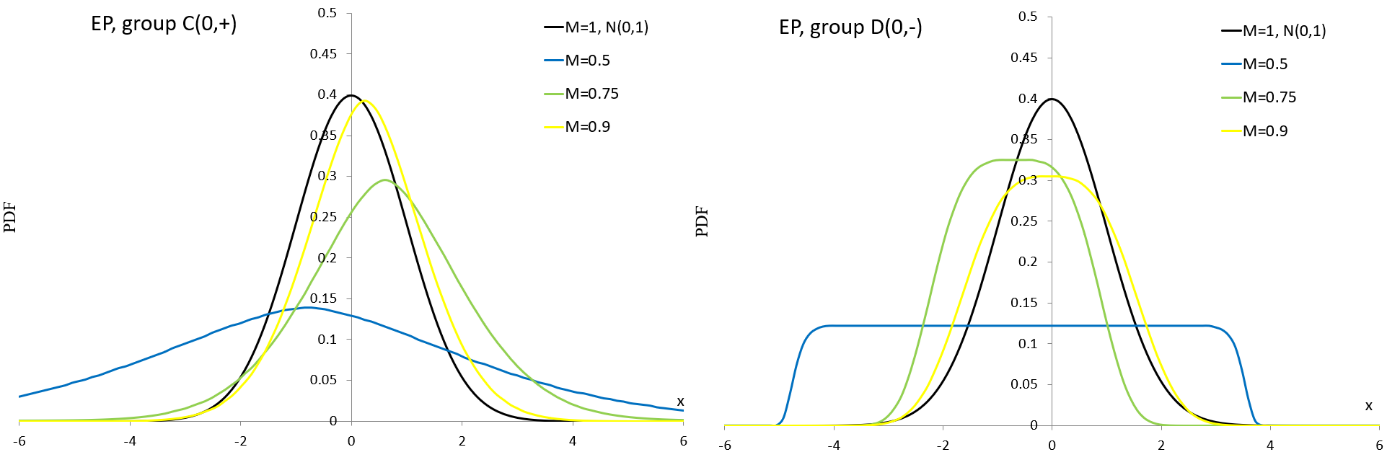 EP, group C(0,+)
M=1, N(0,1)
M=0.5
M=0.75
M=0.9
PDF
0.5
0.45
0.4
0.35
0.3
0.25
0.2
0.15
0.1
0.05
0
x
-6 -4 -2 0 2 4 6
EP, group D(0,-)
M=1, N(0,1)
M=0.5
M=0.75
M=0.9
PDF
0.5
0.45
0.4
0.35
0.3
0.25
0.2
0.15
0.1
0.05
0
x
-6 -4 -2 0 2 4 6